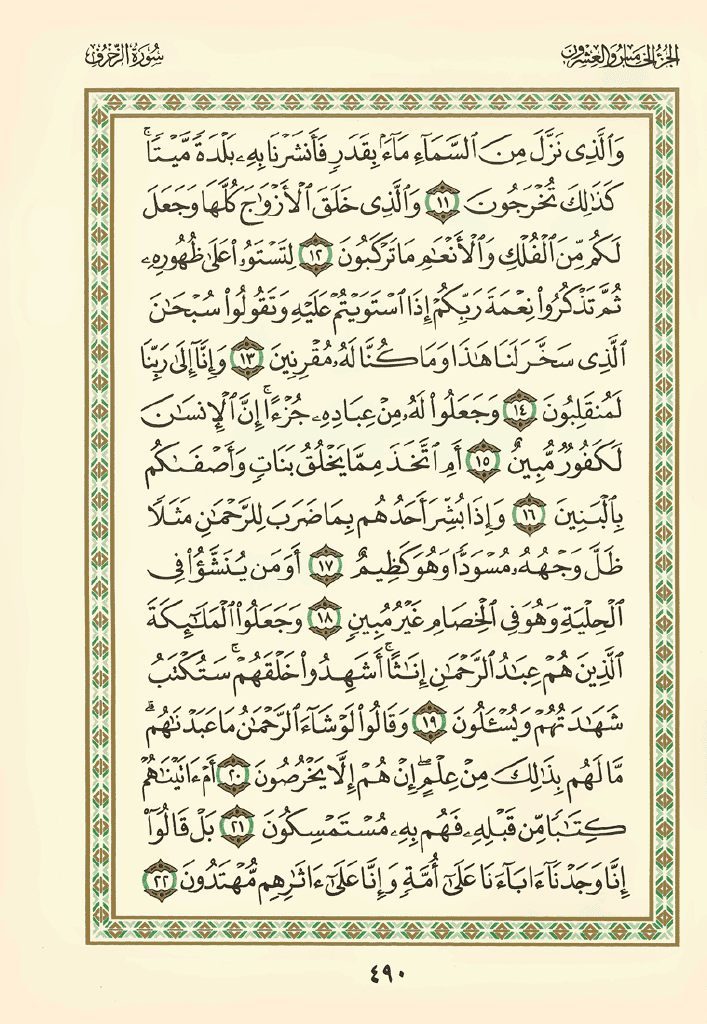 الجزء الخامس والعشرون
سورة الزخرف
وَٱلَّذِى نَزَّلَ مِنَ ٱلسَّمَآءِ مَآءَۢ بِقَدَرٍ فَأَنشَرْنَا بِهِۦ بَلْدَةً مَّيْتًا ۚ
كَذَٰلِكَ تُخْرَجُونَ ١١ وَٱلَّذِى خَلَقَ ٱلْأَزْوَٰجَ كُلَّهَا وَجَعَلَ
لَكُم مِّنَ ٱلْفُلْكِ وَٱلْأَنْعَٰمِ مَا تَرْكَبُونَ ١٢ لِتَسْتَوُۥا۟ عَلَىٰ ظُهُورِهِۦ
ثُمَّ تَذْكُرُوا۟ نِعْمَةَ رَبِّكُمْ إِذَا ٱسْتَوَيْتُمْ عَلَيْهِ وَتَقُولُوا۟ سُبْحَٰنَ
ٱلَّذِى سَخَّرَ لَنَا هَٰذَا وَمَا كُنَّا لَهُۥ مُقْرِنِينَ ١٣ وَإِنَّآ إِلَىٰ رَبِّنَا
لَمُنقَلِبُونَ ١٤ وَجَعَلُوا۟ لَهُۥ مِنْ عِبَادِهِۦ جُزْءًا ۚ إِنَّ ٱلْإِنسَٰنَ
لَكَفُورٌ مُّبِينٌ ١٥ أَمِ ٱتَّخَذَ مِمَّا يَخْلُقُ بَنَاتٍ وَأَصْفَىٰكُم
بِٱلْبَنِينَ ١٦ وَإِذَا بُشِّرَ أَحَدُهُم بِمَا ضَرَبَ لِلرَّحْمَٰنِ مَثَلًا
ظَلَّ وَجْهُهُۥ مُسْوَدًّا وَهُوَ كَظِيمٌ ١٧ أَوَمَن يُنَشَّؤُا۟ فِى
ٱلْحِلْيَةِ وَهُوَ فِى ٱلْخِصَامِ غَيْرُ مُبِينٍ ١٨ وَجَعَلُوا۟ ٱلْمَلَٰٓئِكَةَ
ٱلَّذِينَ هُمْ عِبَٰدُ ٱلرَّحْمَٰنِ إِنَٰثًا ۚ أَشَهِدُوا۟ خَلْقَهُمْ ۚ سَتُكْتَبُ
شَهَٰدَتُهُمْ وَيُسْـَٔلُونَ ١٩ وَقَالُوا۟ لَوْ شَآءَ ٱلرَّحْمَٰنُ مَا عَبَدْنَٰهُم ۗ
مَّا لَهُم بِذَٰلِكَ مِنْ عِلْمٍ ۖ إِنْ هُمْ إِلَّا يَخْرُصُونَ ٢٠ أَمْ ءَاتَيْنَٰهُمْ
كِتَٰبًا مِّن قَبْلِهِۦ فَهُم بِهِۦ مُسْتَمْسِكُونَ ٢١ بَلْ قَالُوٓا۟
إِنَّا وَجَدْنَآ ءَابَآءَنَا عَلَىٰٓ أُمَّةٍ وَإِنَّا عَلَىٰٓ ءَاثَٰرِهِم مُّهْتَدُونَ ٢٢
٤٩٠